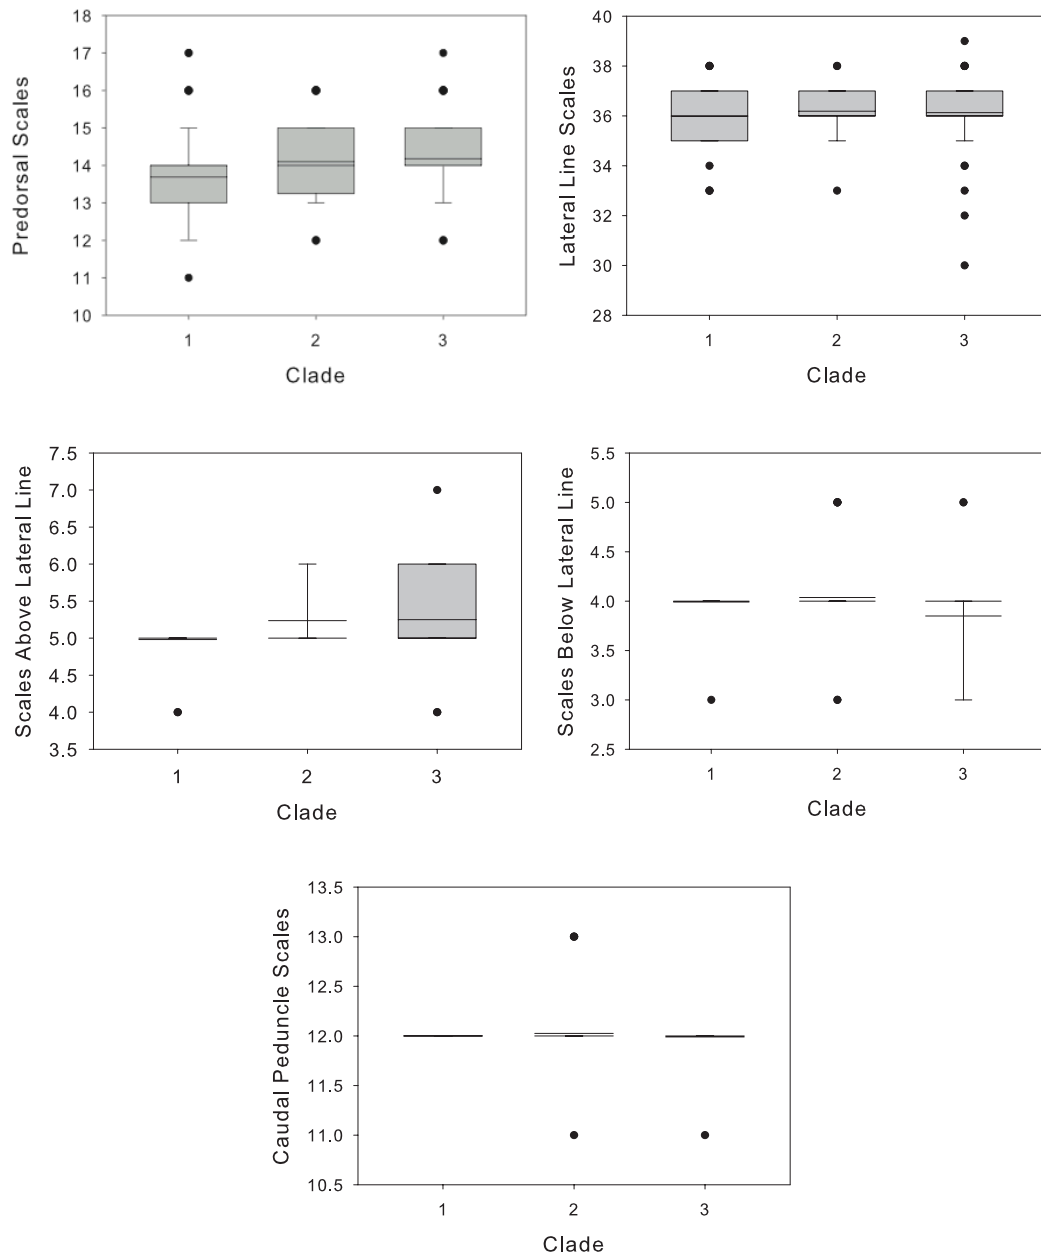 Predorsal Scales
18
17
16
15
14
13
12
11
10
1 2 3
Clade
Lateral Line Scales
40
38
36
34
32
30
28
1 2 3
Clade
Scales Above Lateral Line
7.5
7.0
6.5
6.0
5.5
5.0
4.5
4.0
3.5
1 2 3
Clade
Scales Below Lateral Line
5.5
5.0
4.5
4.0
3.5
3.0
2.5
1 2 3
Clade
Caudal Peduncle Scales
13.5
13.0
12.5
12.0
11.5
11.0
10.5
1 2 3
Clade